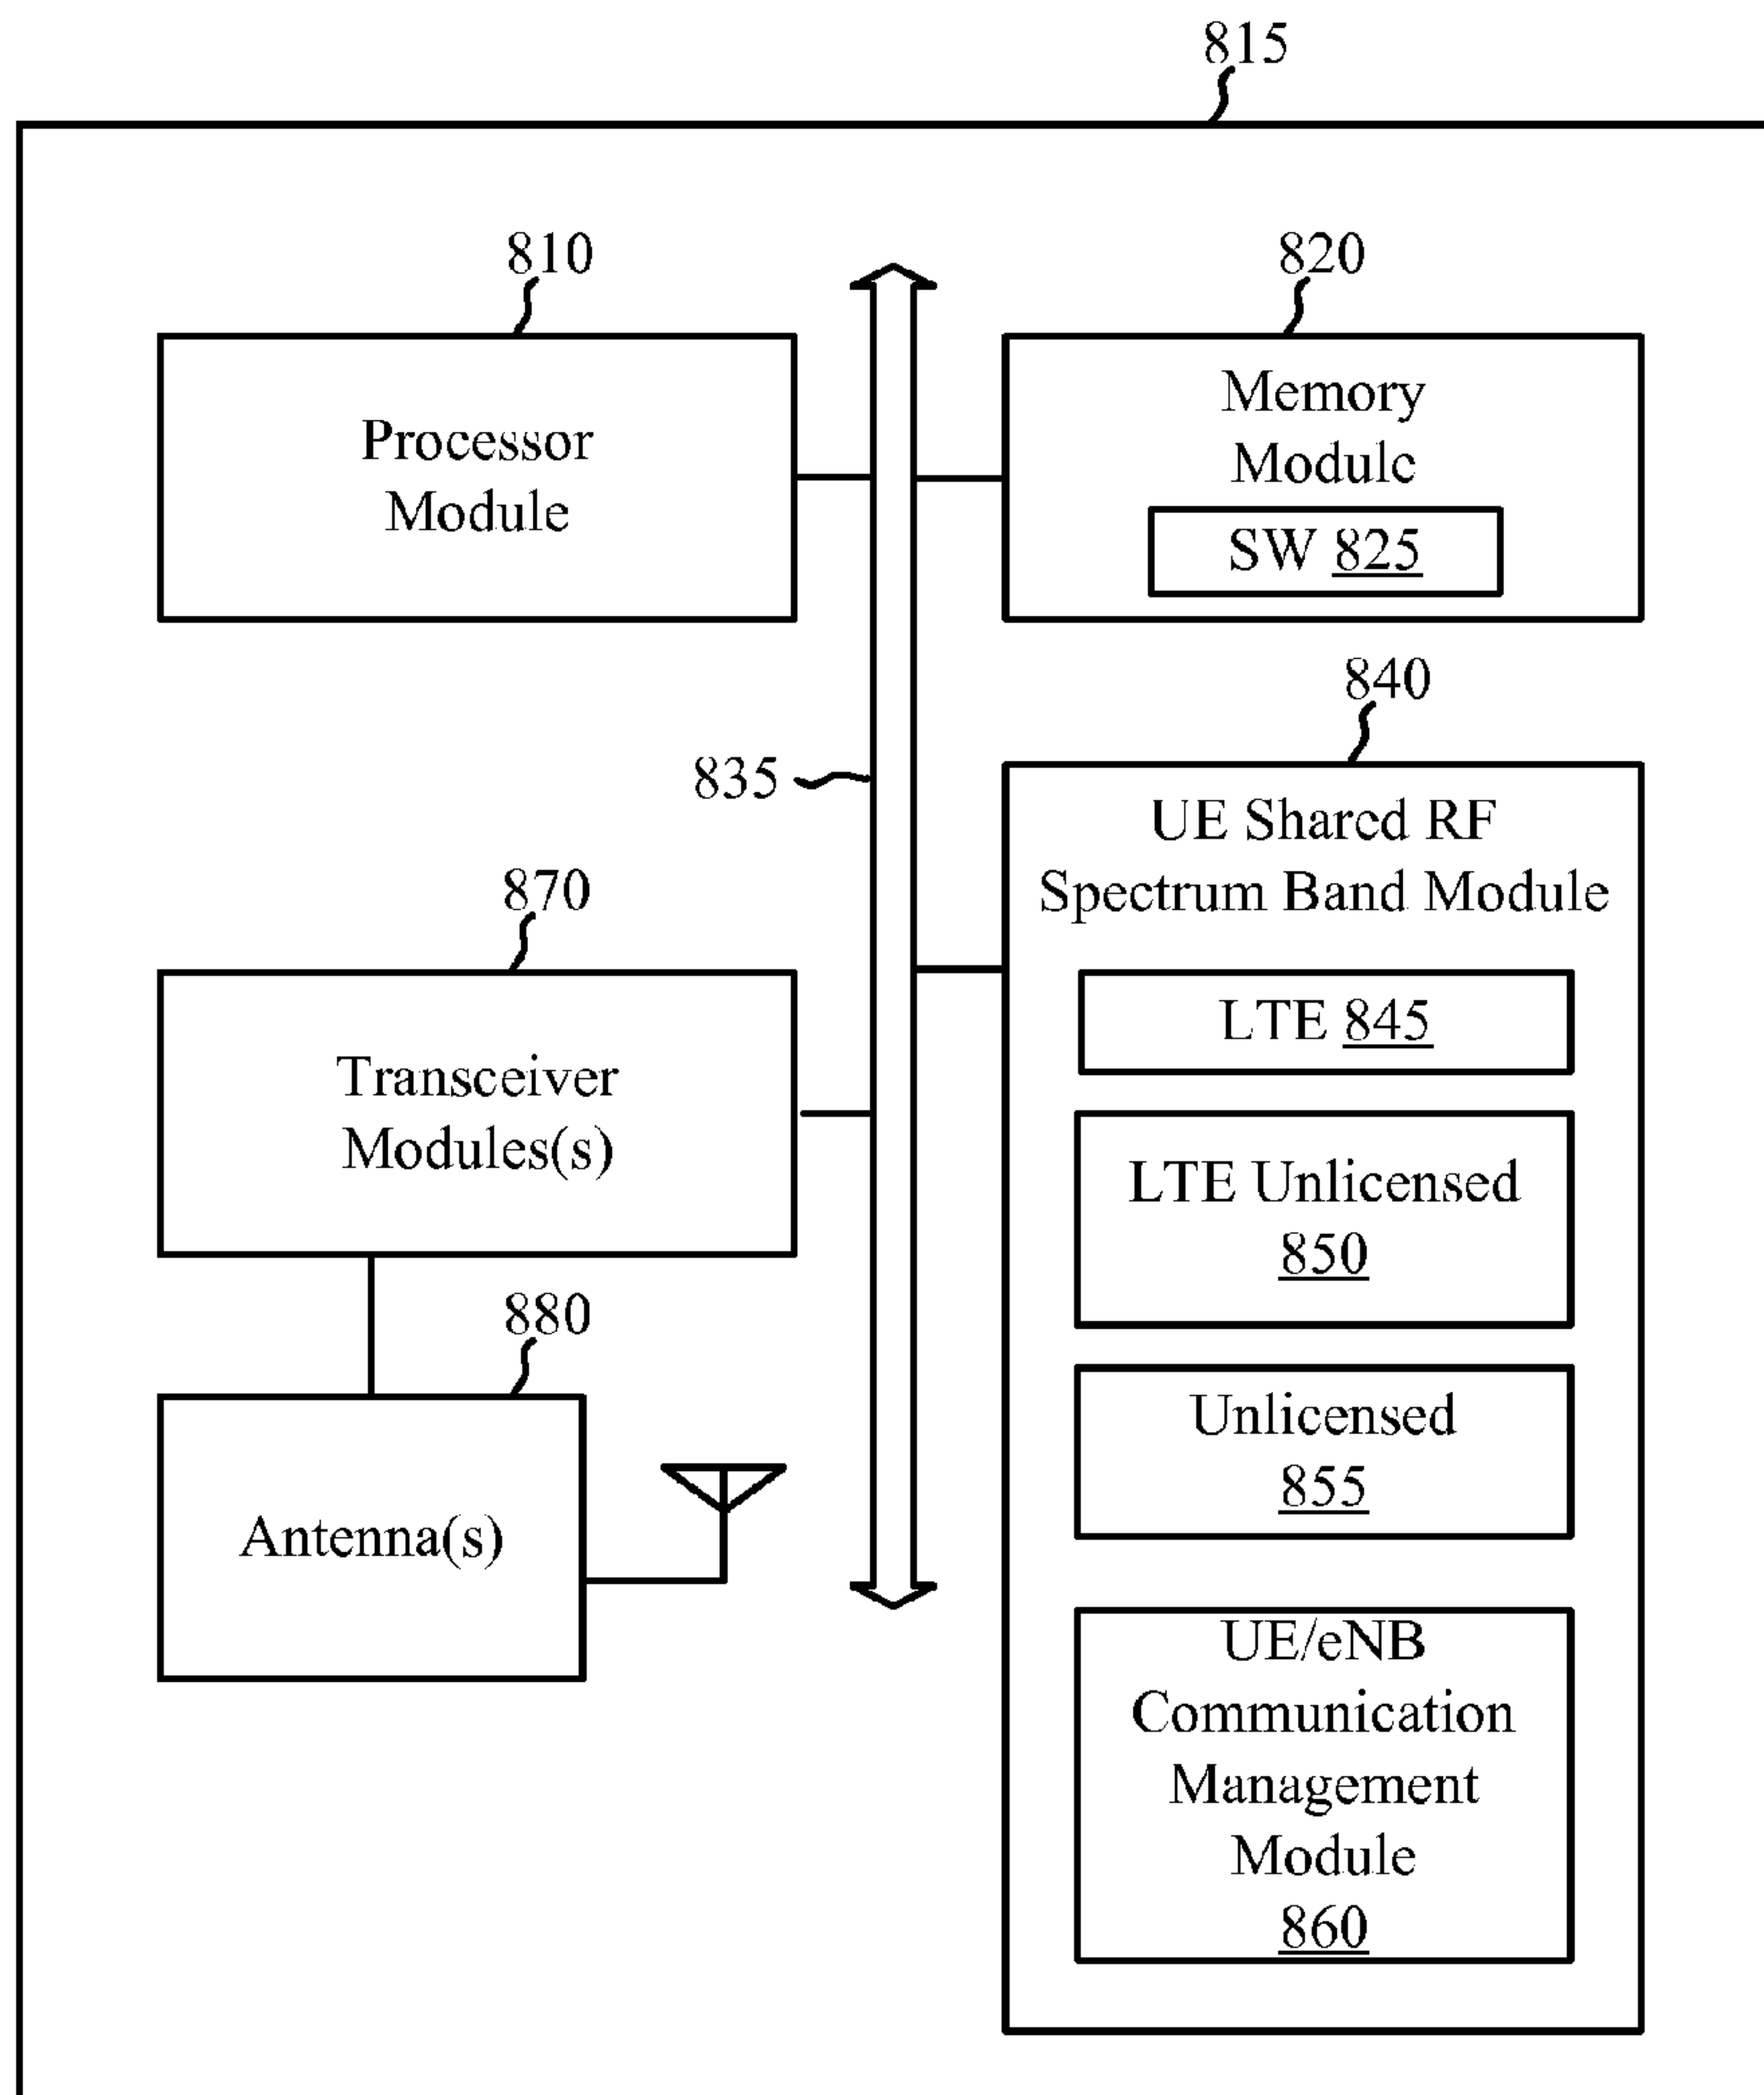 815
810
820
Processor
Module
Memory
Module
SW 825
840
835
UE Shared RF
Spectrum Band Module
870
LTE 845
Transceiver
Modules(s)
LTE Unlicensed
850
880
Unlicensed
855
Antenna(s)
UE/eNB
Communication
Management
Module
860